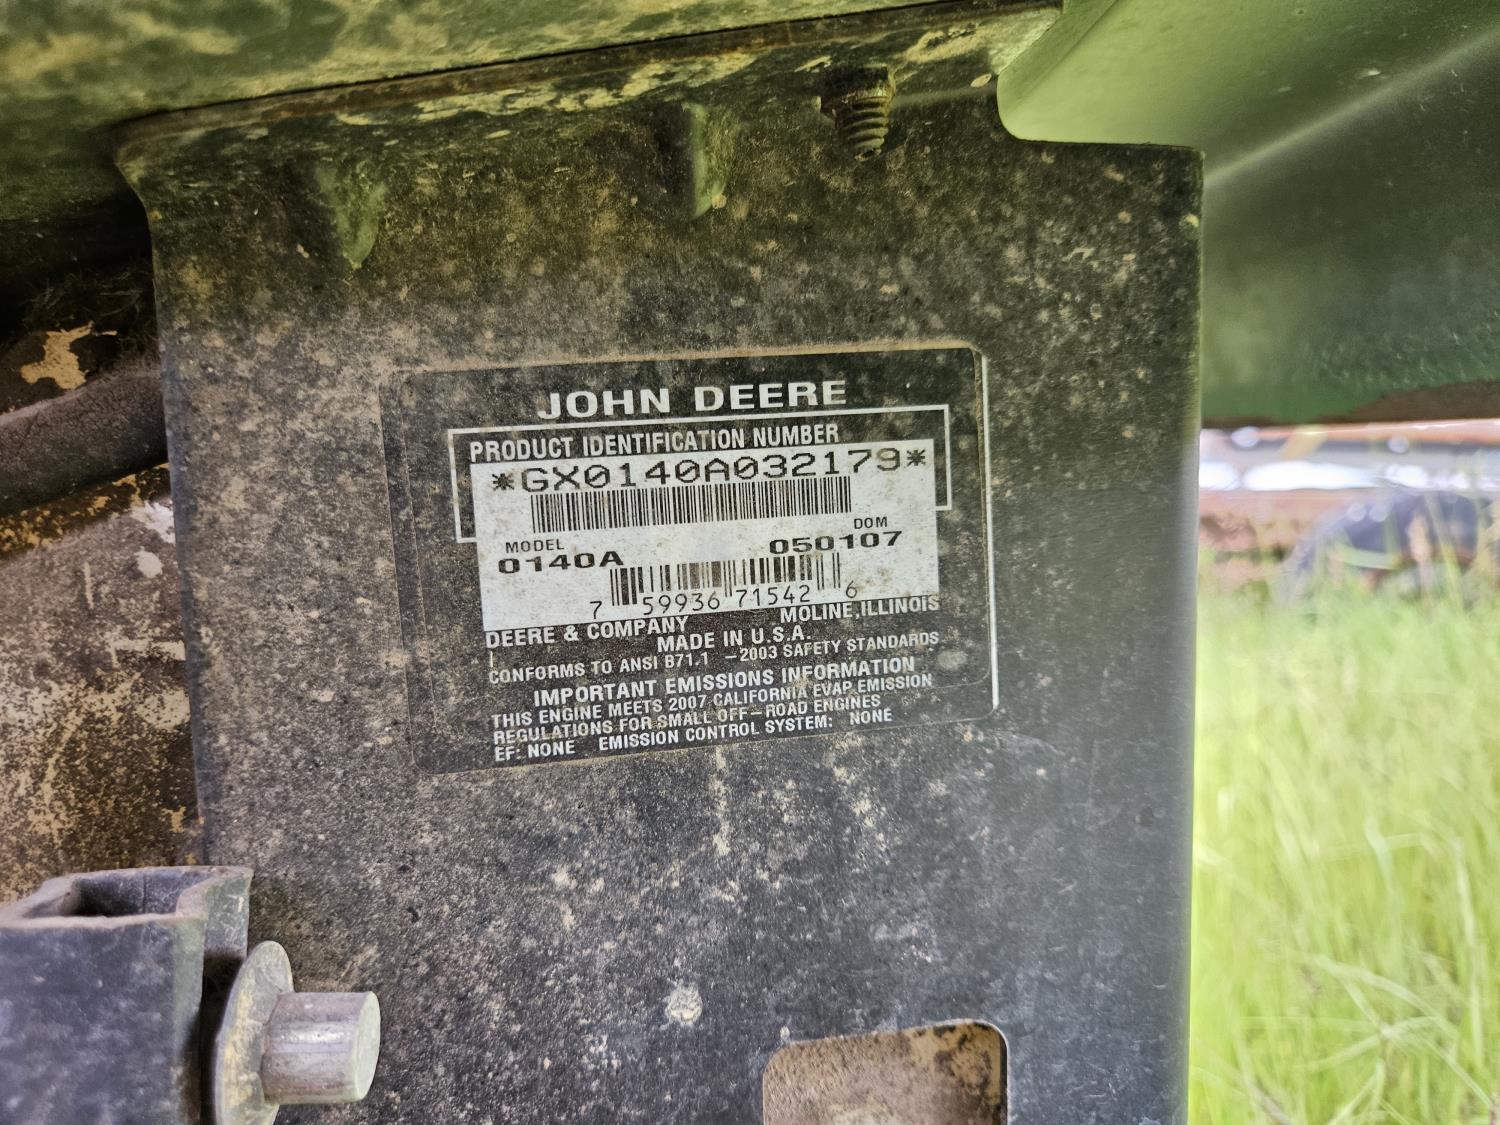 JOHN DEERE
PRODUCT IDENTIFICATION NUMBER
*GX0140A032179*
MODEL DOM
0140A 050107
7 59936 71542 6
DEERE & COMPANY MOLINE, ILLINOIS
MADE IN U.S.A.
CONFORMS TO ANSI B71.1 -2003 SAFETY STANDARDS
IMPORTANT EMISSIONS INFORMATION
THIS ENGINE MEETS 2007 CALIFORNIA EVAP EMISSION
REGULATIONS FOR SMALL OFF-ROAD ENGINES
EF: NONE EMISSION CONTROL SYSTEM: NONE